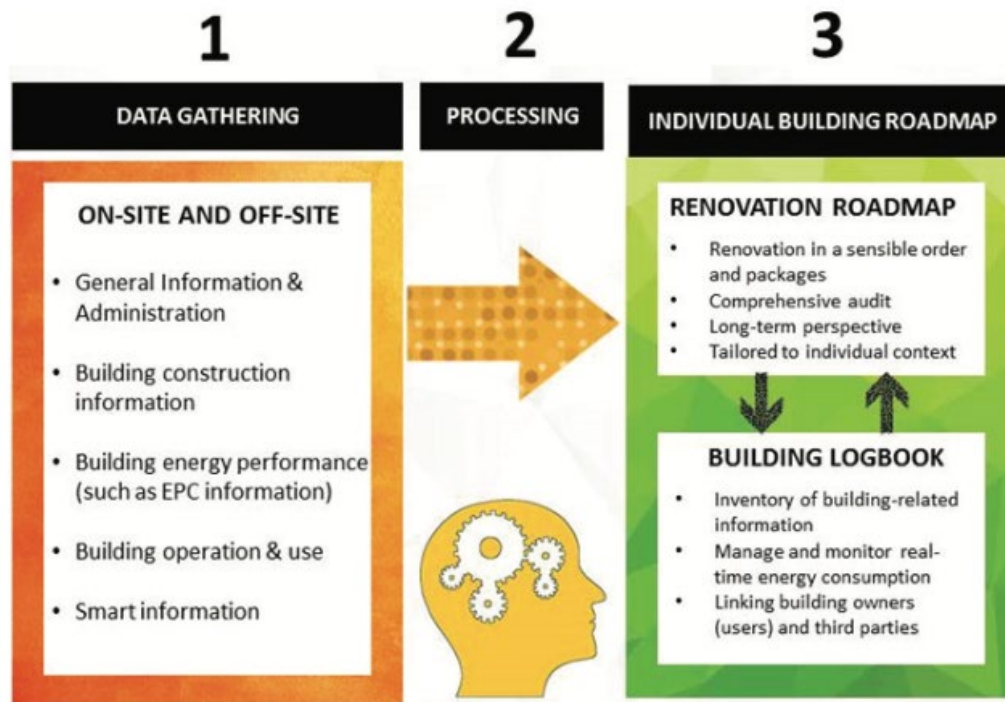 1
DATA GATHERING
ON-SITE AND OFF-SITE
• General Information &
Administration
• Building construction
information
• Building energy performance
(such as EPC information)
• Building operation & use
• Smart information
2
PROCESSING
3
INDIVIDUAL BUILDING ROADMAP
RENOVATION ROADMAP
• Renovation in a sensible order
and packages
• Comprehensive audit
• Long-term perspective
• Tailored to individual context
BUILDING LOGBOOK
• Inventory of building-related
information
• Manage and monitor real-
time energy consumption
• Linking building owners
(users) and third parties